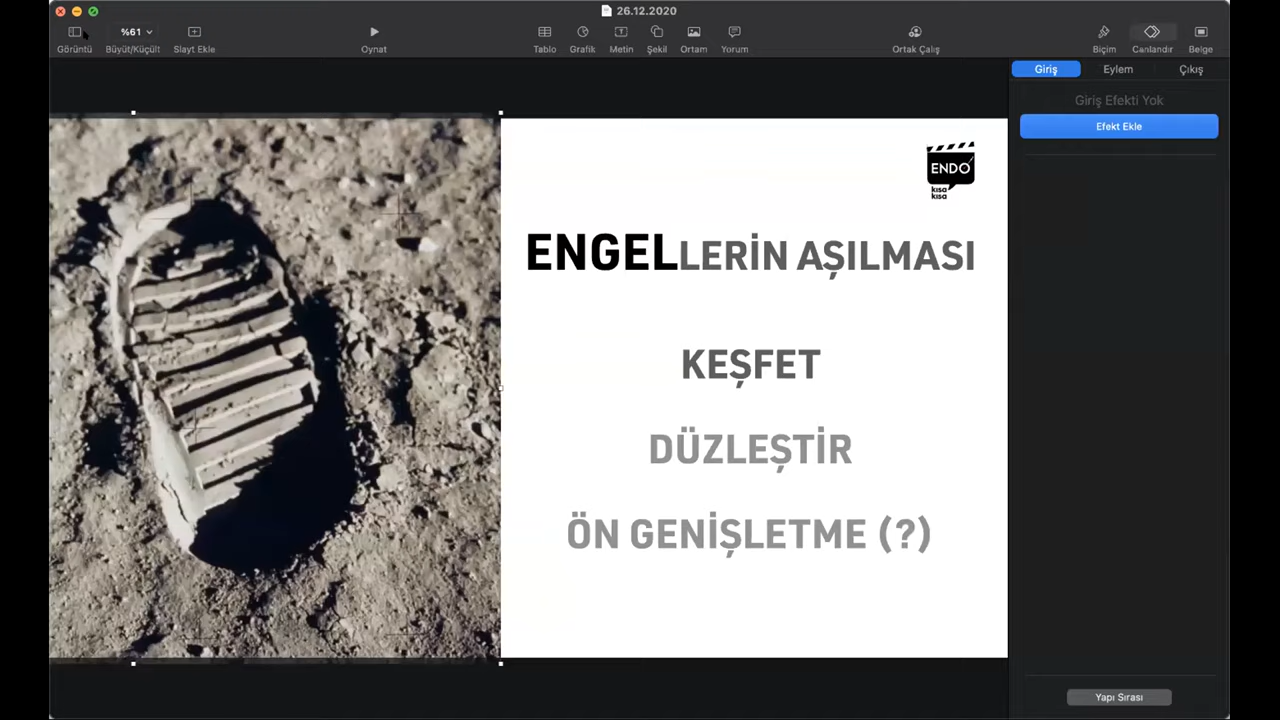 26.12.2020
%61
Görüntü
Büyüt/Küçült
Slayt Ekle
Oynat
Tablo
Grafik
Metin
Şekil
Ortam
Yorum
Ortak Çalış
Biçim
Canlandır
Belge
Giriş
Eylem
Çıkış
Giriş Efekti Yok
Efekt Ekle
ENDO
kısa
kısa
ENGELLERİN AŞILMASI
KEŞFET
DÜZLEŞTİR
ÖN GENİŞLETME (?)
Yapı Sırası